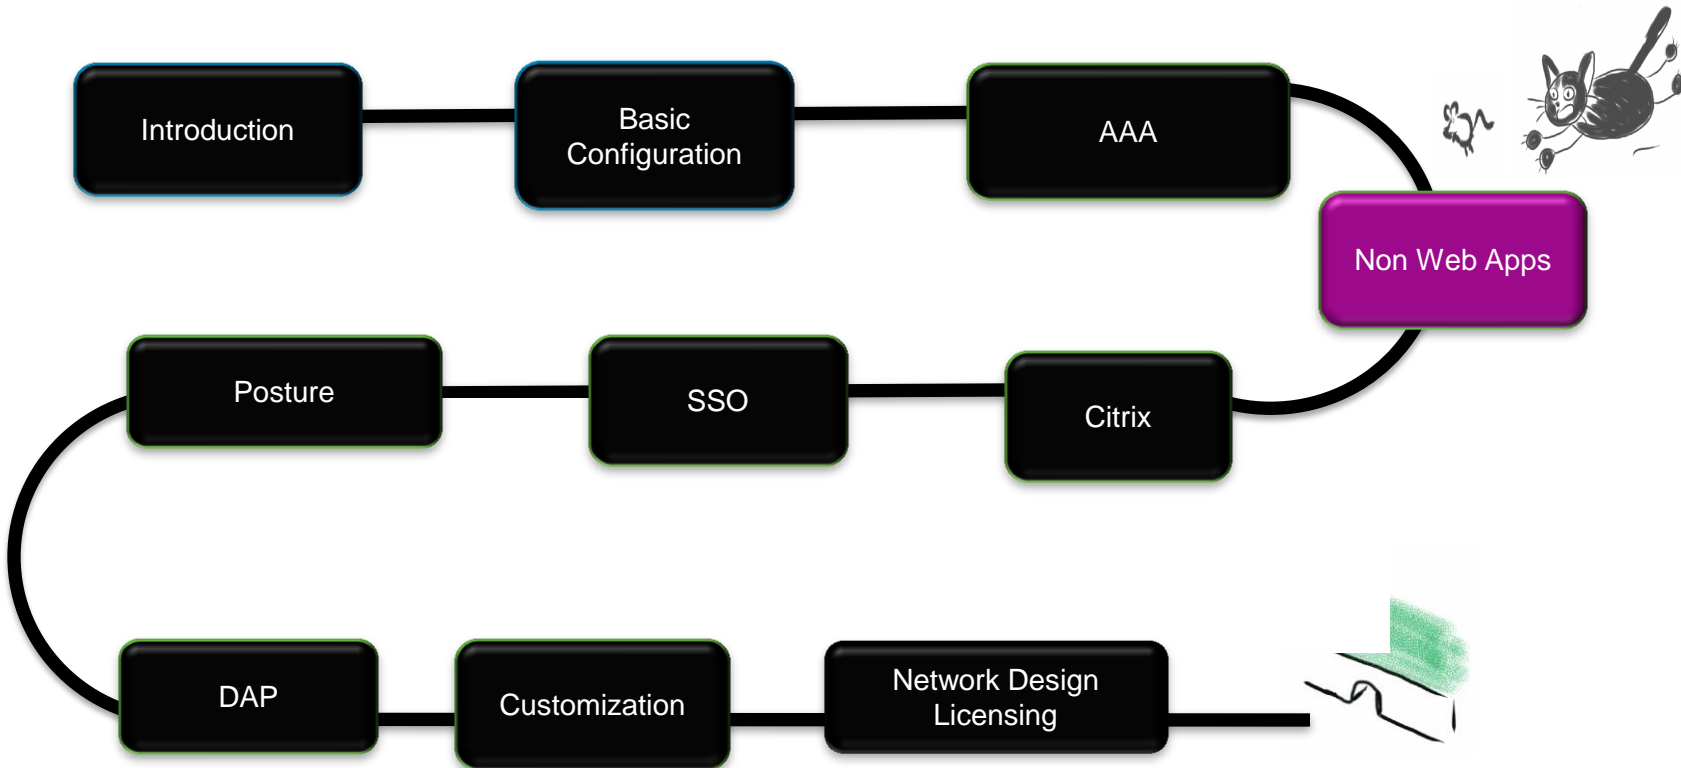 Introduction
Basic
Configuration
AAA
Non Web Apps
Citrix
SSO
Posture
DAP
Customization
Network Design
Licensing